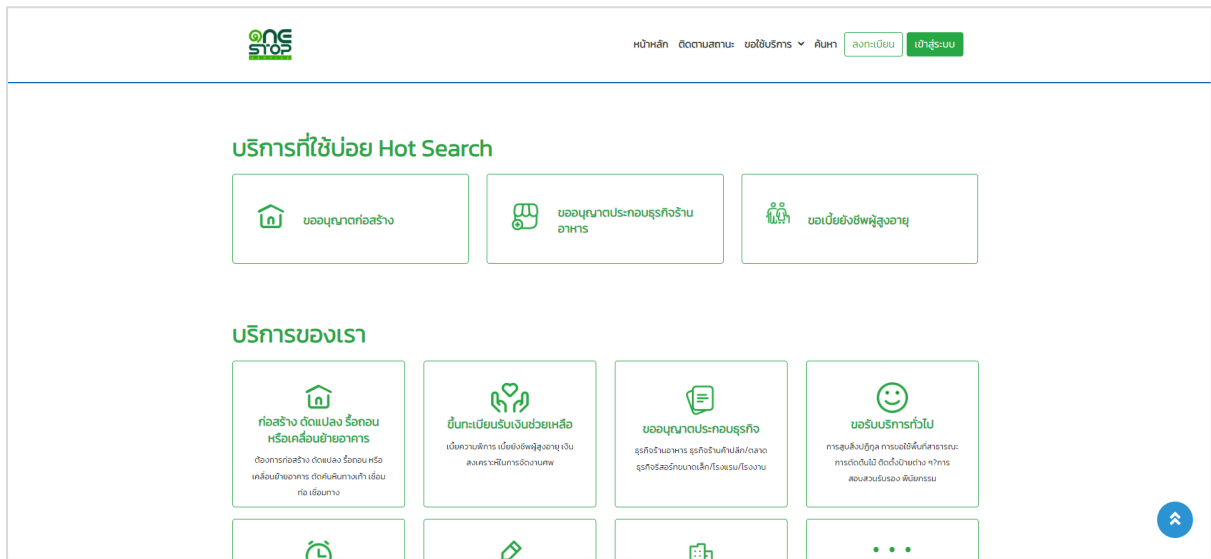 ONE
STOP
SERVICE
หน้าหลัก ติดตามสถานะ ขอใช้บริการ ค้นหา ลงทะเบียน เข้าสู่ระบบ
บริการที่ใช้บ่อย Hot Search
ขออนุญาตก่อสร้าง
ขออนุญาตประกอบธุรกิจร้าน
อาหาร
ขอเบี้ยยังชีพผู้สูงอายุ
บริการของเรา
ก่อสร้าง ดัดแปลง รื้อถอน
หรือเคลื่อนย้ายอาคาร
ต้องการก่อสร้าง ดัดแปลง รื้อถอน หรือ
เคลื่อนย้ายอาคาร ตัดคันหินทางเท้า เชื่อม
ท่อ เชื่อมทาง
ขึ้นทะเบียนรับเงินช่วยเหลือ
เบี้ยความพิการ เบี้ยยังชีพผู้สูงอายุ เงิน
สงเคราะห์ในการจัดงานศพ
ขออนุญาตประกอบธุรกิจ
ธุรกิจร้านอาหาร ธุรกิจร้านค้าปลีก/ตลาด
ธุรกิจรีสอร์ทขนาดเล็ก/โรงแรม/โรงงาน
ขอรับบริการทั่วไป
การสูบสิ่งปฏิกูล การขอใช้พื้นที่สาธารณะ
การตัดต้นไม้ ติดตั้งป้ายต่าง ๆ?การ
สอบสวนรับรอง พินัยกรรม